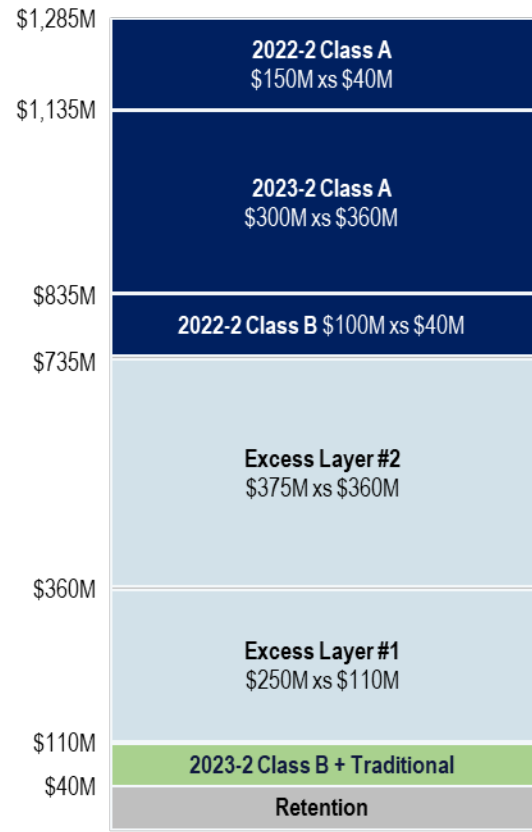 $1,285M
2022-2 Class A
$150M xs $40M
$1,135M
2023-2 Class A
$300M xs $360M
$835M
2022-2 Class B $100M xs $40M
$735M
Excess Layer #2
$375M xs $360M
$360M
Excess Layer #1
$250M xs $110M
$110M
2023-2 Class B + Traditional
$40M
Retention